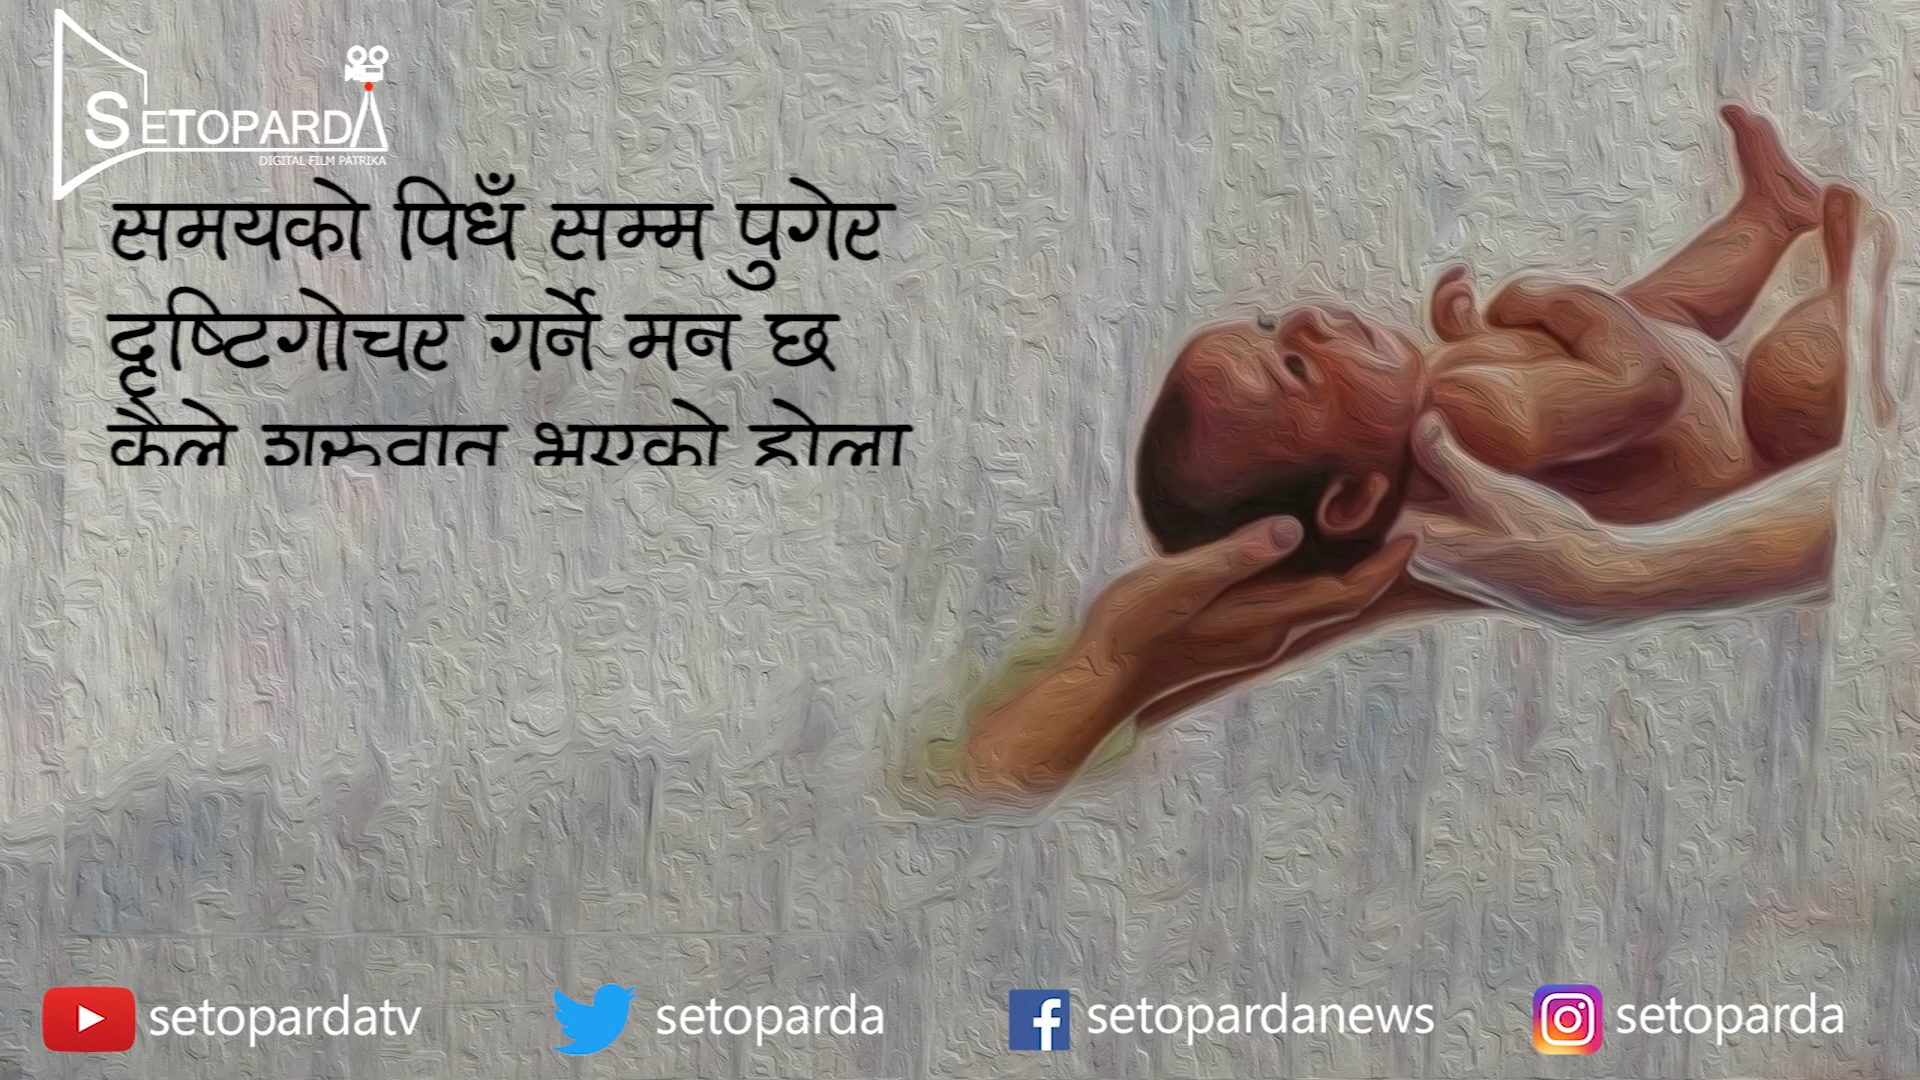 SETOPARDA
DIGITAL FILM PATRIKA
समयको पिधँ सम्म पुगेर
दृष्टिगोचर गर्ने मन छ
कैले शुरुवात भएको होला
setopardatv
setoparda
setopardanews
setoparda